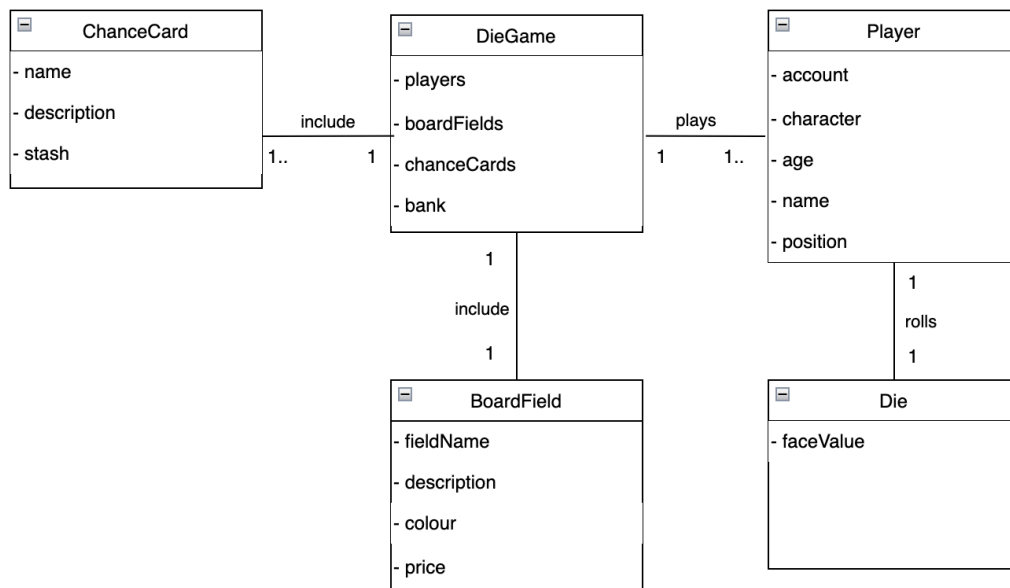 ChanceCard
- name
- description
- stash
include
1..
1
DieGame
- players
- boardFields
- chanceCards
- bank
plays
1
1..
Player
- account
- character
- age
- name
- position
1
include
1
1
rolls
1
BoardField
- fieldName
- description
- colour
- price
Die
- faceValue